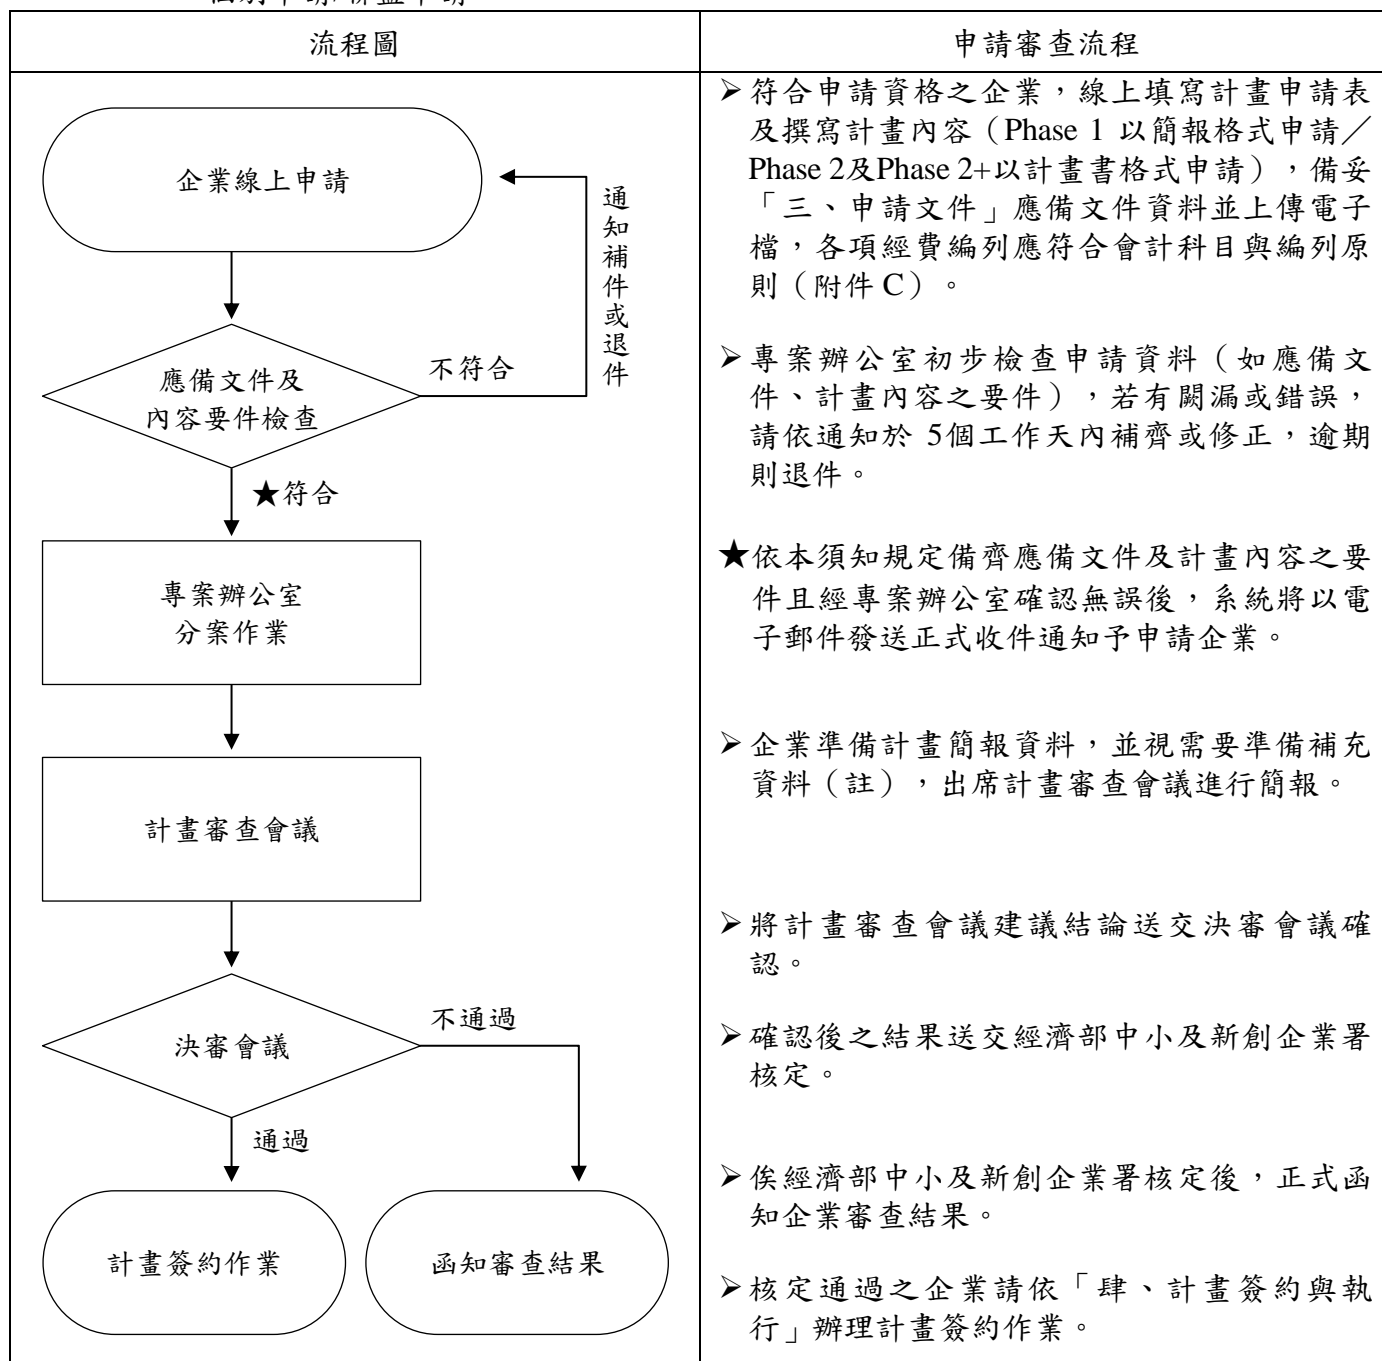 流程圖
申請審查流程
企業線上申請
通知補件或退件
應備文件及
內容要件檢查
不符合
★符合
專案辦公室
分案作業
計畫審查會議
決審會議
不通過
通過
計畫簽約作業
函知審查結果
➢符合申請資格之企業，線上填寫計畫申請表
及撰寫計畫內容（Phase 1 以簡報格式申請／
Phase 2及Phase 2+以計畫書格式申請），備妥
「三、申請文件」應備文件資料並上傳電子
檔，各項經費編列應符合會計科目與編列原
則（附件 C）。
➢專案辦公室初步檢查申請資料（如應備文
件、計畫內容之要件），若有闕漏或錯誤，
請依通知於 5個工作天內補齊或修正，逾期
則退件。
★依本須知規定備齊應備文件及計畫內容之要
件且經專案辦公室確認無誤後，系統將以電
子郵件發送正式收件通知予申請企業。
➢企業準備計畫簡報資料，並視需要準備補充
資料（註），出席計畫審查會議進行簡報。
➢將計畫審查會議建議結論送交決審會議確
認。
➢確認後之結果送交經濟部中小及新創企業署
核定。
➢俟經濟部中小及新創企業署核定後，正式函
知企業審查結果。
➢核定通過之企業請依「肆、計畫簽約與執
行」辦理計畫簽約作業。